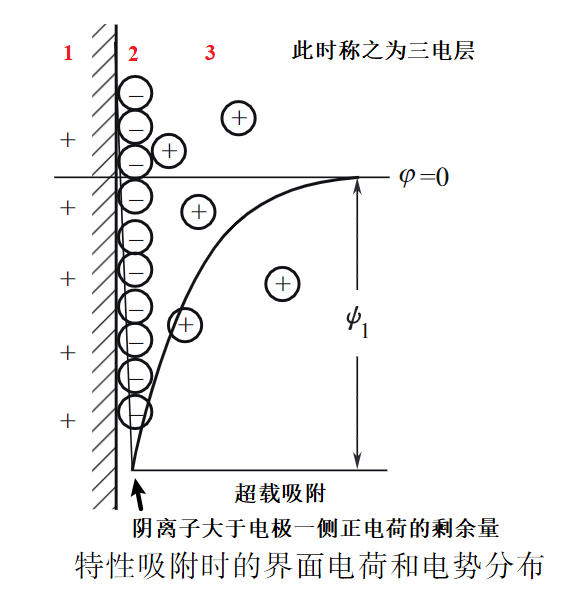 1 2 3 此时称之为三电层
φ=0
ψ1
超载吸附
阴离子大于电极一侧正电荷的剩余量
特性吸附时的界面电荷和电势分布